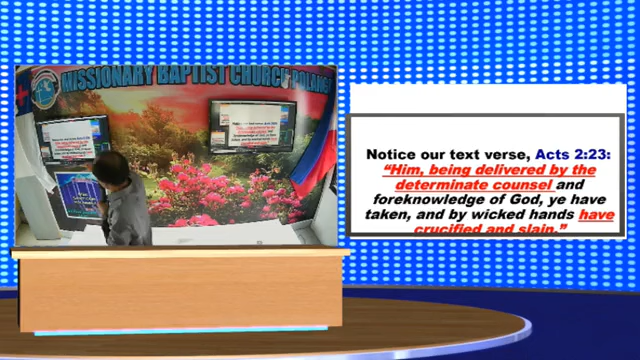 MISSIONARY BAPTIST CHURCH POLANGUI
Notice our text verse, Acts 2:23:
“Him, being delivered by the
determinate counsel and
foreknowledge of God, ye have
taken, and by wicked hands have
crucified and slain.”